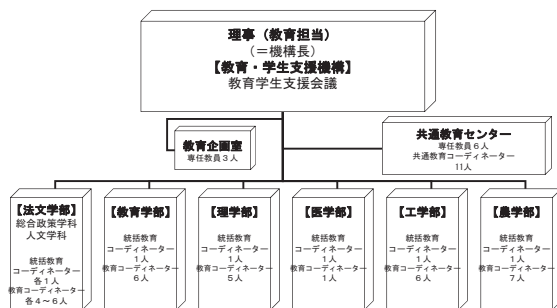 理事（教育担当）
（＝機構長）
【教育・学生支援機構】
教育学生支援会議
教育企画室
専任教員３人
共通教育センター
専任教員６人
共通教育コーディネーター
11人
【法文学部】
総合政策学科
人文学科
統括教育
コーディネーター
各１人
教育コーディネーター
各４～６人
【教育学部】
統括教育
コーディネーター
１人
教育コーディネーター
６人
【理学部】
統括教育
コーディネーター
１人
教育コーディネーター
５人
【医学部】
統括教育
コーディネーター
１人
教育コーディネーター
１人
【工学部】
統括教育
コーディネーター
１人
教育コーディネーター
６人
【農学部】
統括教育
コーディネーター
１人
教育コーディネーター
７人